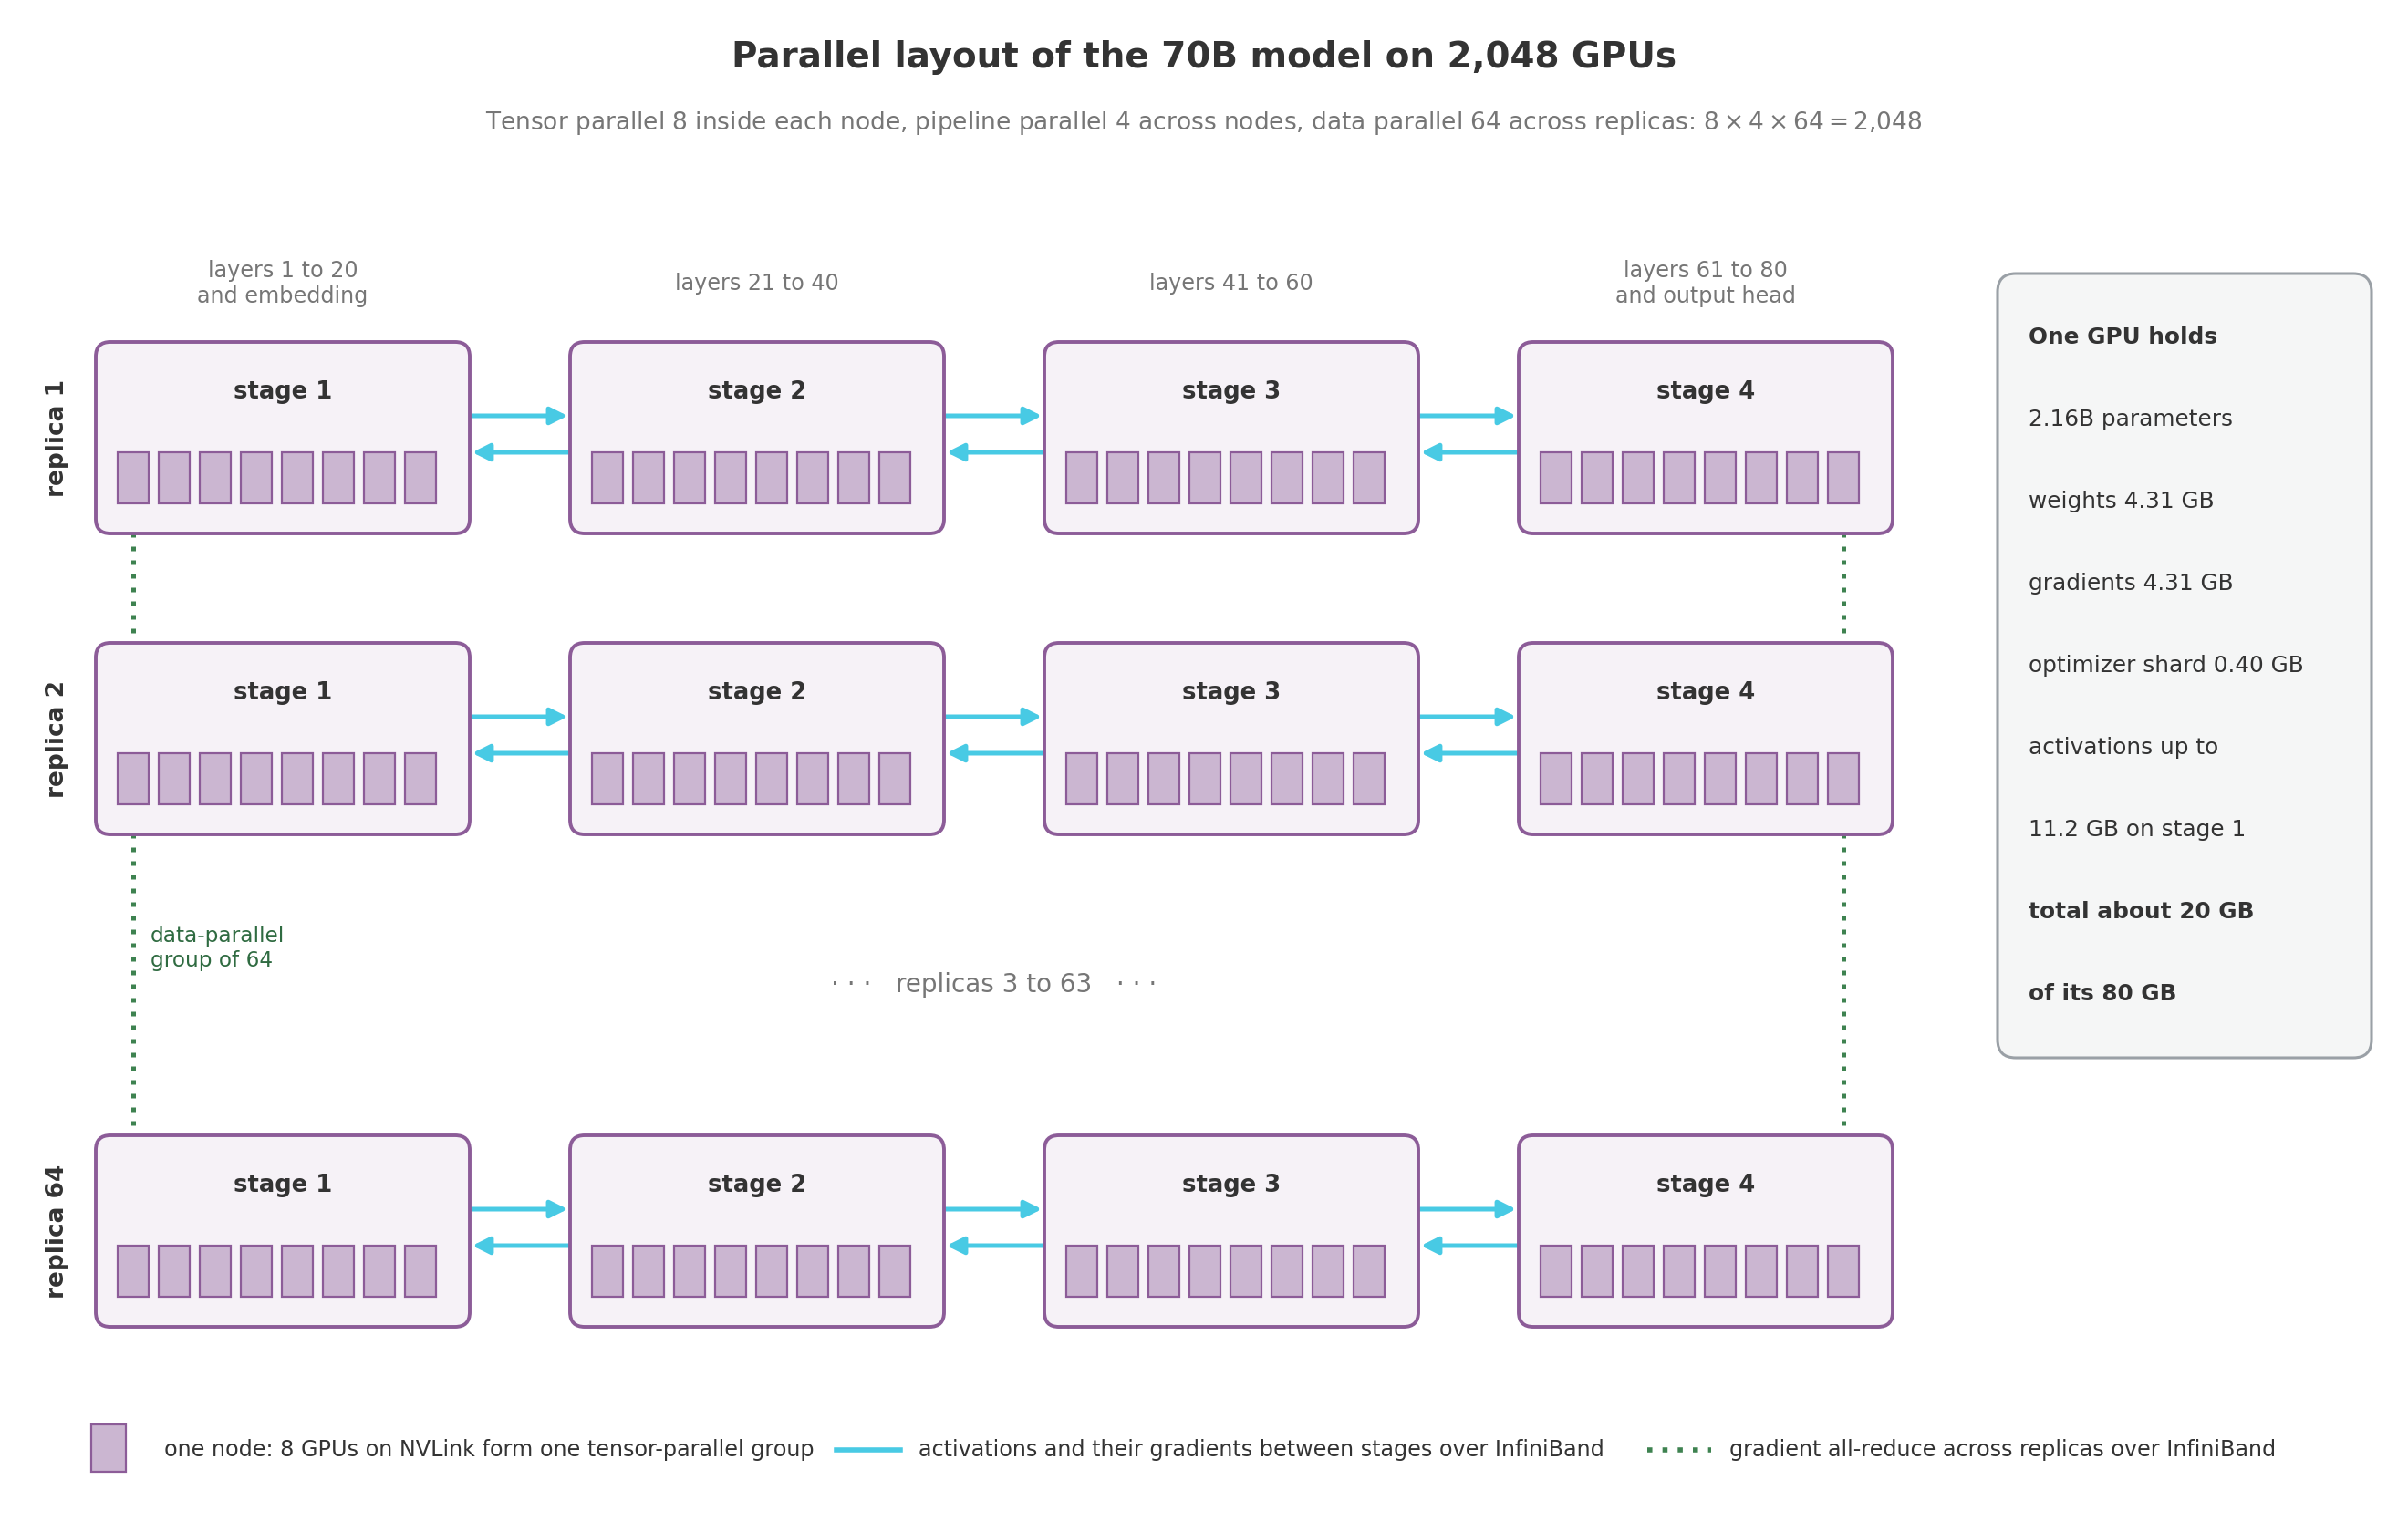 Parallel layout of the 70B model on 2,048 GPUs
Tensor parallel 8 inside each node, pipeline parallel 4 across nodes, data parallel 64 across replicas: 8 × 4 × 64 = 2,048
layers 1 to 20
and embedding
layers 21 to 40
layers 41 to 60
layers 61 to 80
and output head
replica 1
stage 1
stage 2
stage 3
stage 4
replica 2
stage 1
stage 2
stage 3
stage 4
data-parallel
group of 64
· · · replicas 3 to 63 · · ·
replica 64
stage 1
stage 2
stage 3
stage 4
One GPU holds
2.16B parameters
weights 4.31 GB
gradients 4.31 GB
optimizer shard 0.40 GB
activations up to
11.2 GB on stage 1
total about 20 GB
of its 80 GB
one node: 8 GPUs on NVLink form one tensor-parallel group
activations and their gradients between stages over InfiniBand
gradient all-reduce across replicas over InfiniBand